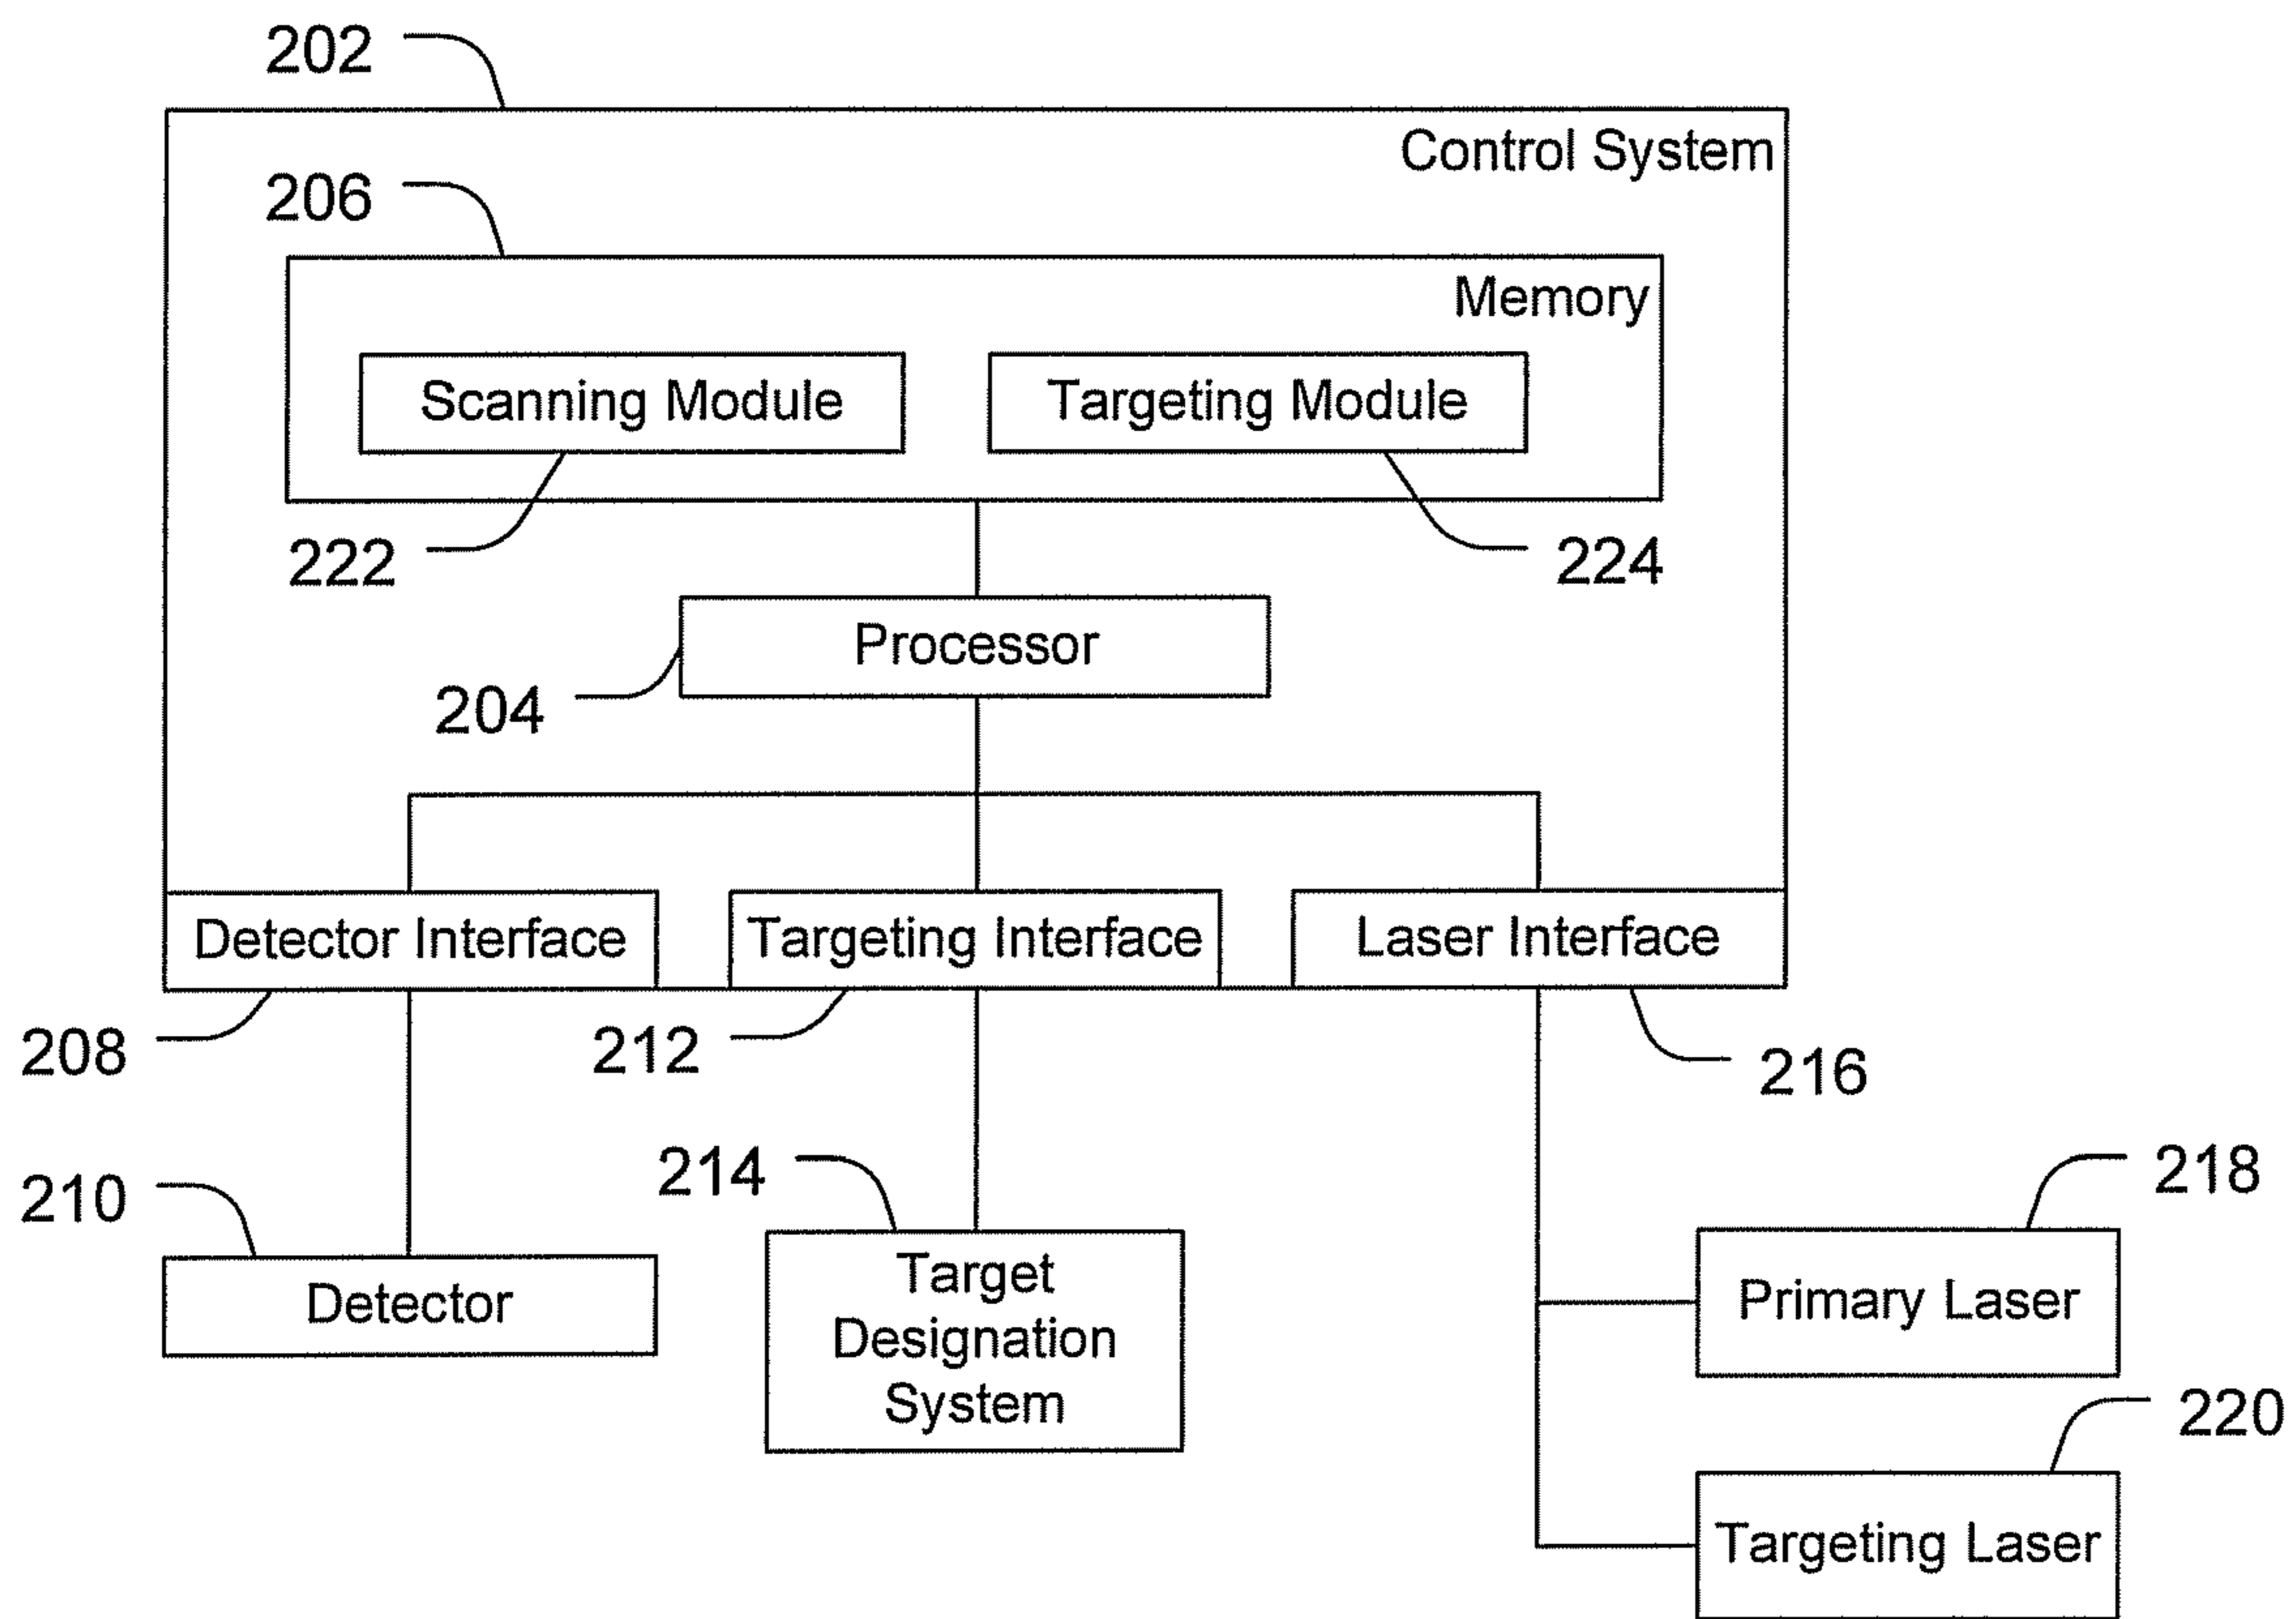 202
Control System
206
Memory
Scanning Module
Targeting Module
222
224
Processor
204
Detector Interface
Targeting Interface
Laser Interface
208
212
216
210
214
218
Detector
Target
Designation
System
Primary Laser
220
Targeting Laser